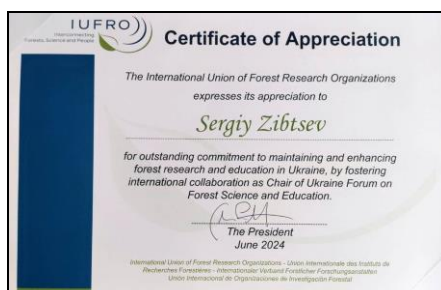 IUFRO
Interconnecting
Forests, Science and People
Certificate of Appreciation
The International Union of Forest Research Organizations
expresses its appreciation to
Sergiy Zibtsev
for outstanding commitment to maintaining and enhancing
forest research and education in Ukraine, by fostering
international collaboration as Chair of Ukraine Forum on
Forest Science and Education.
The President
June 2024
International Union of Forest Research Organizations - Union Internationale des Instituts de
Recherches Forestières - Internationaler Verband Forstlicher Forschungsanstalten
Unión Internacional de Organizaciones de Investigación Forestal